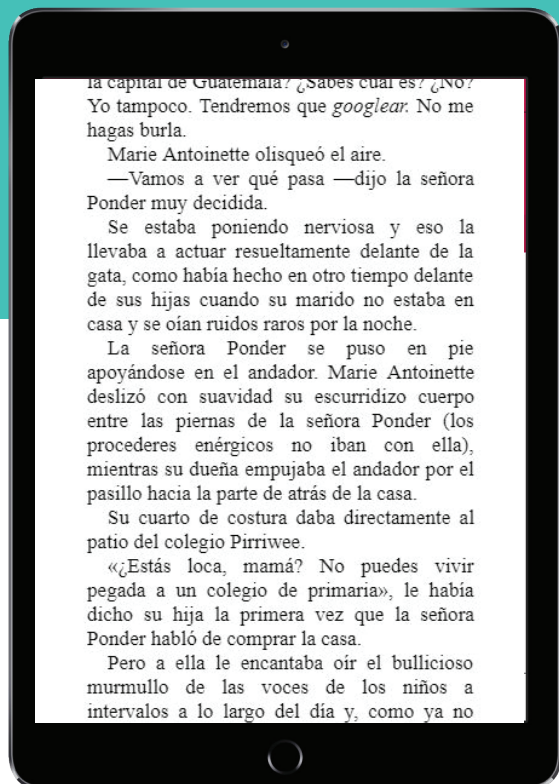 la capital de Guatemala? ¿Sabes cuál es? ¿No?
Yo tampoco. Tendremos que googlear. No me
hagas burla.
Marie Antoinette olisqueó el aire.
—Vamos a ver qué pasa —dijo la señora
Ponder muy decidida.
Se estaba poniendo nerviosa y eso la
llevaba a actuar resueltamente delante de la
gata, como había hecho en otro tiempo delante
de sus hijas cuando su marido no estaba en
casa y se oían ruidos raros por la noche.
La señora Ponder se puso en pie
apoyándose en el andador. Marie Antoinette
deslizó con suavidad su escurridizo cuerpo
entre las piernas de la señora Ponder (los
procederes enérgicos no iban con ella),
mientras su dueña empujaba el andador por el
pasillo hacia la parte de atrás de la casa.
Su cuarto de costura daba directamente al
patio del colegio Pirriwee.
«¿Estás loca, mamá? No puedes vivir
pegada a un colegio de primaria», le había
dicho su hija la primera vez que la señora
Ponder habló de comprar la casa.
Pero a ella le encantaba oír el bullicioso
murmullo de las voces de los niños a
intervalos a lo largo del día y, como ya no